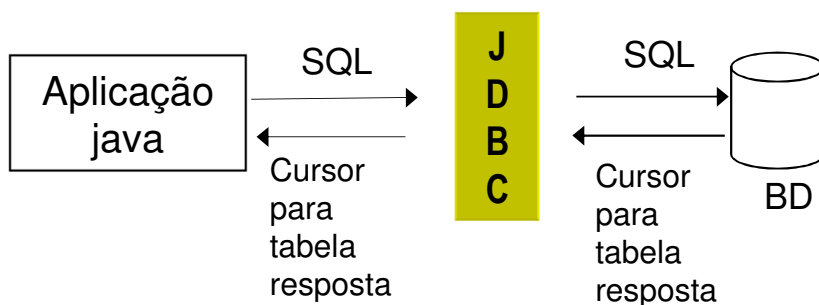 Aplicação
java
SQL
Cursor
para
tabela
resposta
J
D
B
C
SQL
Cursor
para
tabela
resposta
BD